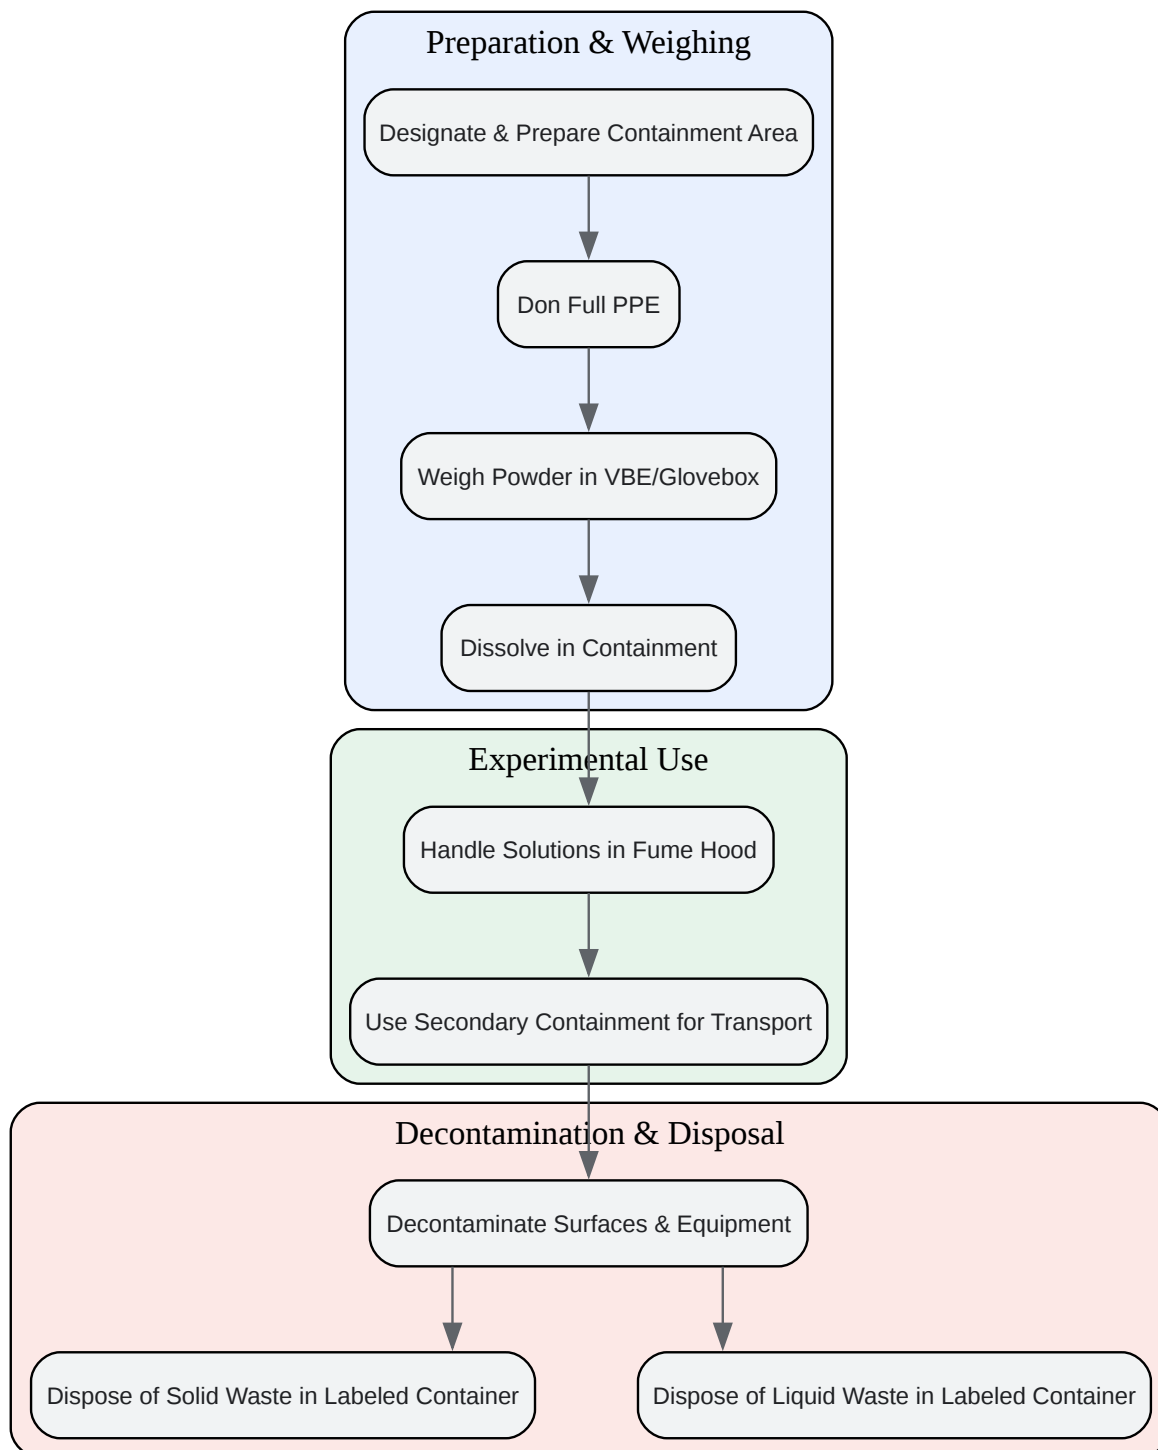 Preparation & Weighing
Designate & Prepare Containment Area
Don Full PPE
Weigh Powder in VBE/Glovebox
Dissolve in Containment
Experimental Use
Handle Solutions in Fume Hood
Use Secondary Containment for Transport
Decontamination & Disposal
Decontaminate Surfaces & Equipment
Dispose of Solid Waste in Labeled Container
Dispose of Liquid Waste in Labeled Container